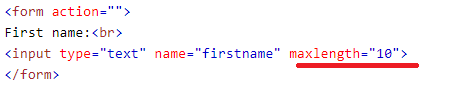 <form action="">
First name:<br>
<input type="text" name="firstname" maxlength="10">
</form>